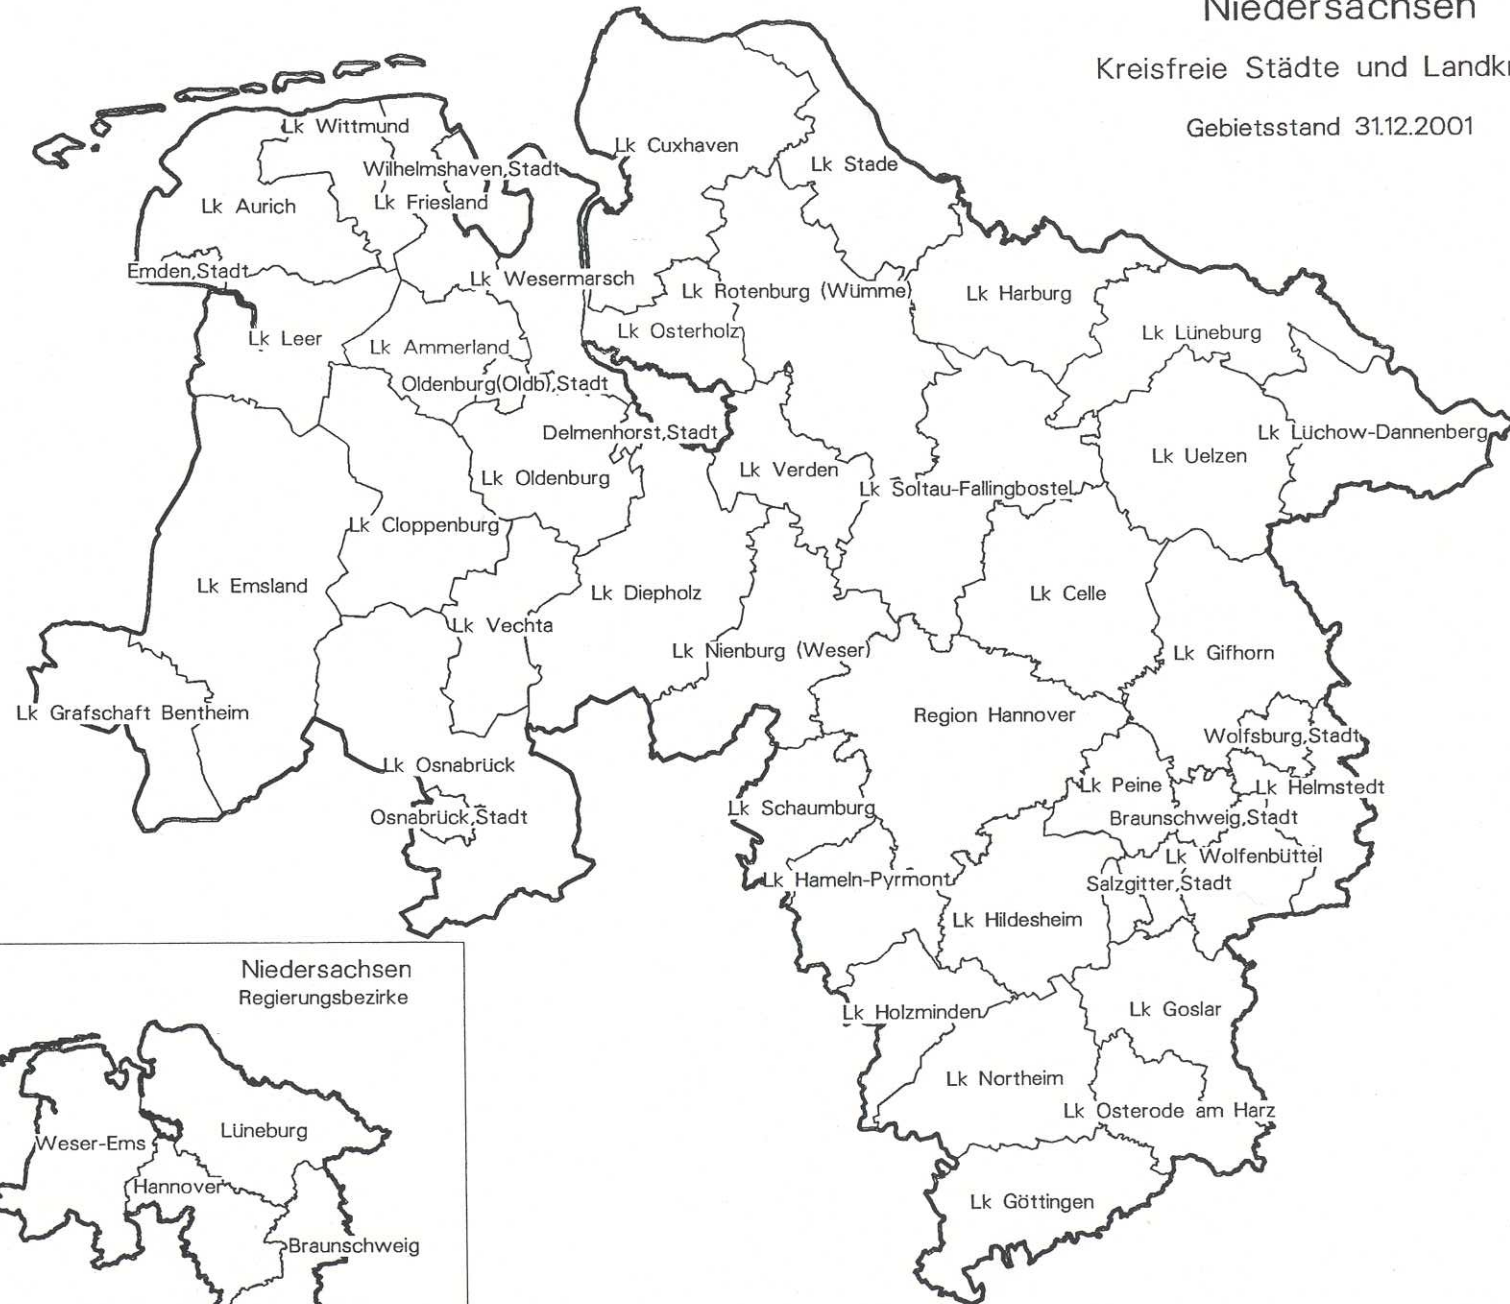 Niedersachsen
Kreisfreie Städte und Landkr
Gebietsstand 31.12.2001
Lk Wittmund
Lk Cuxhaven
Wilhelmshaven,Stadt
Lk Stade
Lk Aurich
Lk Friesland
Emden,Stadt
Lk Wesermarsch
Lk Rotenburg (Wümme)
Lk Harburg
Lk Leer
Lk Osterholz
Lk Lüneburg
Lk Ammerland
Oldenburg(Oldb),Stadt
Delmenhorst,Stadt
Lk Lüchow-Dannenberg
Lk Uelzen
Lk Verden
Lk Oldenburg
Lk Soltau-Fallingbostel
Lk Cloppenburg
Lk Emsland
Lk Diepholz
Lk Celle
Lk Vechta
Lk Nienburg (Weser)
Lk Gifhorn
Lk Grafschaft Bentheim
Region Hannover
Wolfsburg,Stadt
Lk Osnabrück
Lk Peine
Lk Helmstedt
Lk Schaumburg
Osnabrück,Stadt
Braunschweig,Stadt
Lk Wolfenbüttel
Lk Hameln-Pyrmont
Salzgitter,Stadt
Lk Hildesheim
Lk Holzminden
Lk Goslar
Lk Northeim
Lk Osterode am Harz
Lk Göttingen
Niedersachsen
Regierungsbezirke
Lüneburg
Weser-Ems
Hannover
Braunschweig